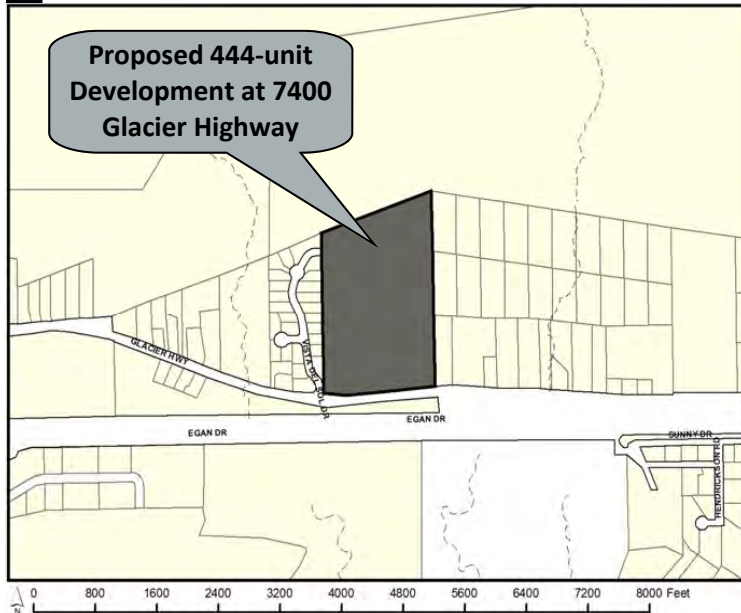 Proposed 444-unit
Development at 7400
Glacier Highway
GLACIER HWY
VISTA DEL SOL DR
EGAN DR
EGAN DR
SUNNY DR
HENDRICKSON RD
N
0 800 1600 2400 3200 4000 4800 5600 6400 7200 8000 Feet